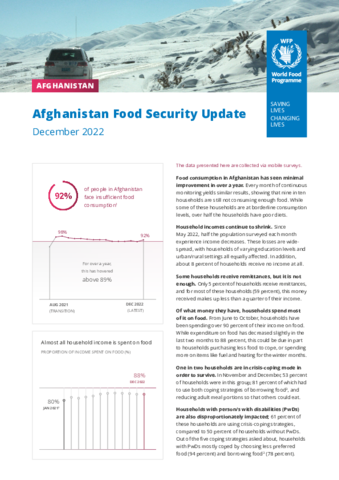 WFP
World Food
Programme
SAVING
LIVES
CHANGING
LIVES
AFGHANISTAN
Afghanistan Food Security Update
December 2022
92%
of people in Afghanistan
face insufficient food
consumption¹
98%
92%
For over a year,
this has hovered
above 89%
AUG 2021
(TRANSITION)
DEC 2022
(LATEST)
Almost all household income is spent on food
PROPORTION OF INCOME SPENT ON FOOD (%)
80%
JAN 2022
88%
DEC 2022
The data presented here are collected via mobile surveys.
Food consumption in Afghanistan has seen minimal
improvement in over a year. Every month of continuous
monitoring yields similar results, showing that nine in ten
households are still not consuming enough food. While
some of these households are at borderline consumption
levels, over half the households have poor diets.
Household incomes continue to shrink. Since
May 2022, half the population surveyed each month
experience income decreases. These losses are wide-
spread, with households of varying education levels and
urban-rural settings all equally affected. In addition,
about 8 percent of households receive no income at all.
Some households receive remittances, but it is not
enough. Only 5 percent of households receive remittances,
and for most of these households (59 percent), this money
received makes up less than a quarter of their income.
Of what money they have, households spend most
of it on food. From June to October, households have
been spending over 90 percent of their income on food.
While expenditure on food has decreased slightly in the
last two months to 88 percent, this could be due in part
to households purchasing less food to cope, or spending
more on items like fuel and heating for the winter months.
One in two households are in crisis-coping mode in
order to survive. In November and December, 53 percent
of households were in this group; 81 percent of which had
to use both coping strategies of borrowing food², and
reducing adult meal portions so that others could eat.
Households with person's with disabilities (PwDs)
are also disproportionately impacted; 61 percent of
these households are using crisis-coping strategies,
compared to 50 percent of households without PwDs.
Out of the five coping strategies asked about, households
with PwDs mostly coped by choosing less preferred
food (94 percent) and borrowing food² (78 percent).